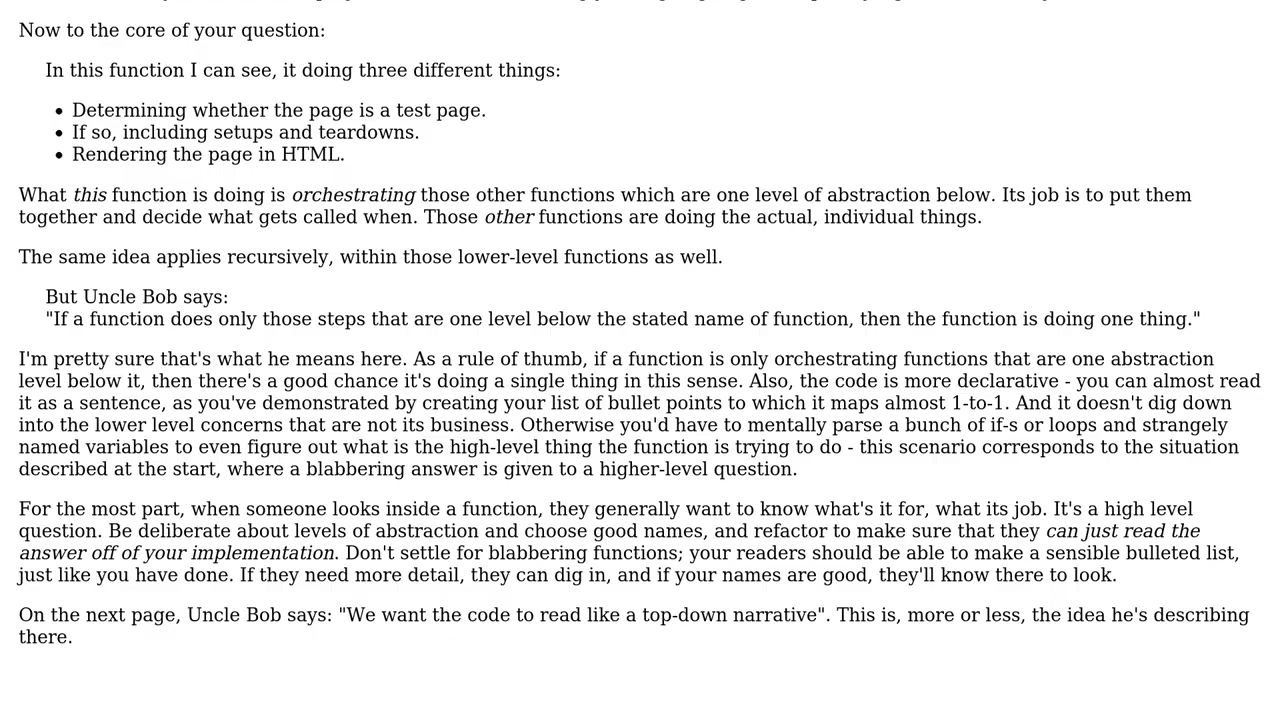 Now to the core of your question:
In this function I can see, it doing three different things:
• Determining whether the page is a test page.
• If so, including setups and teardowns.
• Rendering the page in HTML.
What this function is doing is orchestrating those other functions which are one level of abstraction below. Its job is to put them
together and decide what gets called when. Those other functions are doing the actual, individual things.
The same idea applies recursively, within those lower-level functions as well.
But Uncle Bob says:
"If a function does only those steps that are one level below the stated name of function, then the function is doing one thing."
I'm pretty sure that's what he means here. As a rule of thumb, if a function is only orchestrating functions that are one abstraction
level below it, then there's a good chance it's doing a single thing in this sense. Also, the code is more declarative - you can almost read
it as a sentence, as you've demonstrated by creating your list of bullet points to which it maps almost 1-to-1. And it doesn't dig down
into the lower level concerns that are not its business. Otherwise you'd have to mentally parse a bunch of if-s or loops and strangely
named variables to even figure out what is the high-level thing the function is trying to do - this scenario corresponds to the situation
described at the start, where a blabbering answer is given to a higher-level question.
For the most part, when someone looks inside a function, they generally want to know what's it for, what its job. It's a high level
question. Be deliberate about levels of abstraction and choose good names, and refactor to make sure that they can just read the
answer off of your implementation. Don't settle for blabbering functions; your readers should be able to make a sensible bulleted list,
just like you have done. If they need more detail, they can dig in, and if your names are good, they'll know there to look.
On the next page, Uncle Bob says: "We want the code to read like a top-down narrative". This is, more or less, the idea he's describing
there.